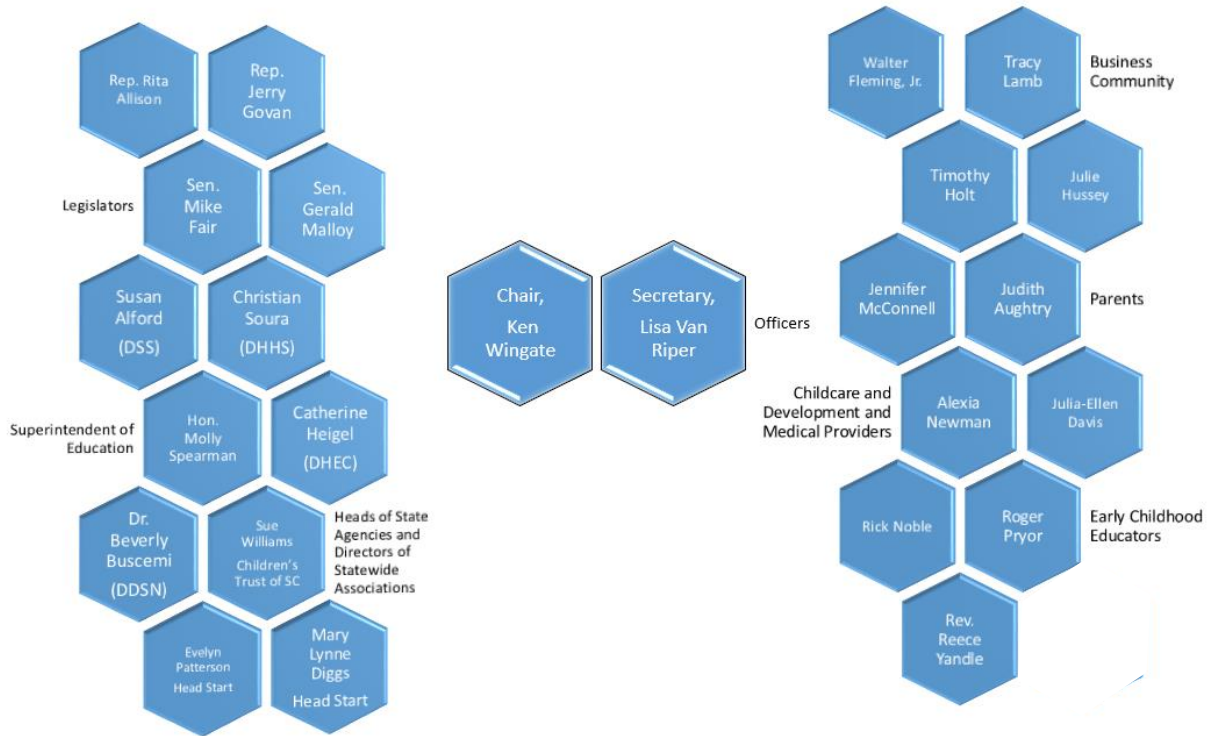 Rep. Rita
Allison
Rep.
Jerry
Govan
Legislators
Sen.
Mike
Fair
Sen.
Gerald
Malloy
Susan
Alford
(DSS)
Christian
Soura
(DHHS)
Superintendent of
Education
Hon.
Molly
Spearman
Catherine
Heigel
(DHEC)
Dr.
Beverly
Buscemi
(DDSN)
Sue
Williams
Children's
Trust of SC
Heads of State
Agencies and
Directors of
Statewide
Associations
Evelyn
Patterson
Head Start
Mary
Lynne
Diggs
Head Start
Chair,
Ken
Wingate
Secretary,
Lisa Van
Riper
Officers
Walter
Fleming, Jr.
Tracy
Lamb
Business
Community
Timothy
Holt
Julie
Hussey
Jennifer
McConnell
Judith
Aughtry
Parents
Childcare and
Development and
Medical Providers
Alexia
Newman
Julia-Ellen
Davis
Rick Noble
Roger
Pryor
Early Childhood
Educators
Rev.
Reece
Yandle